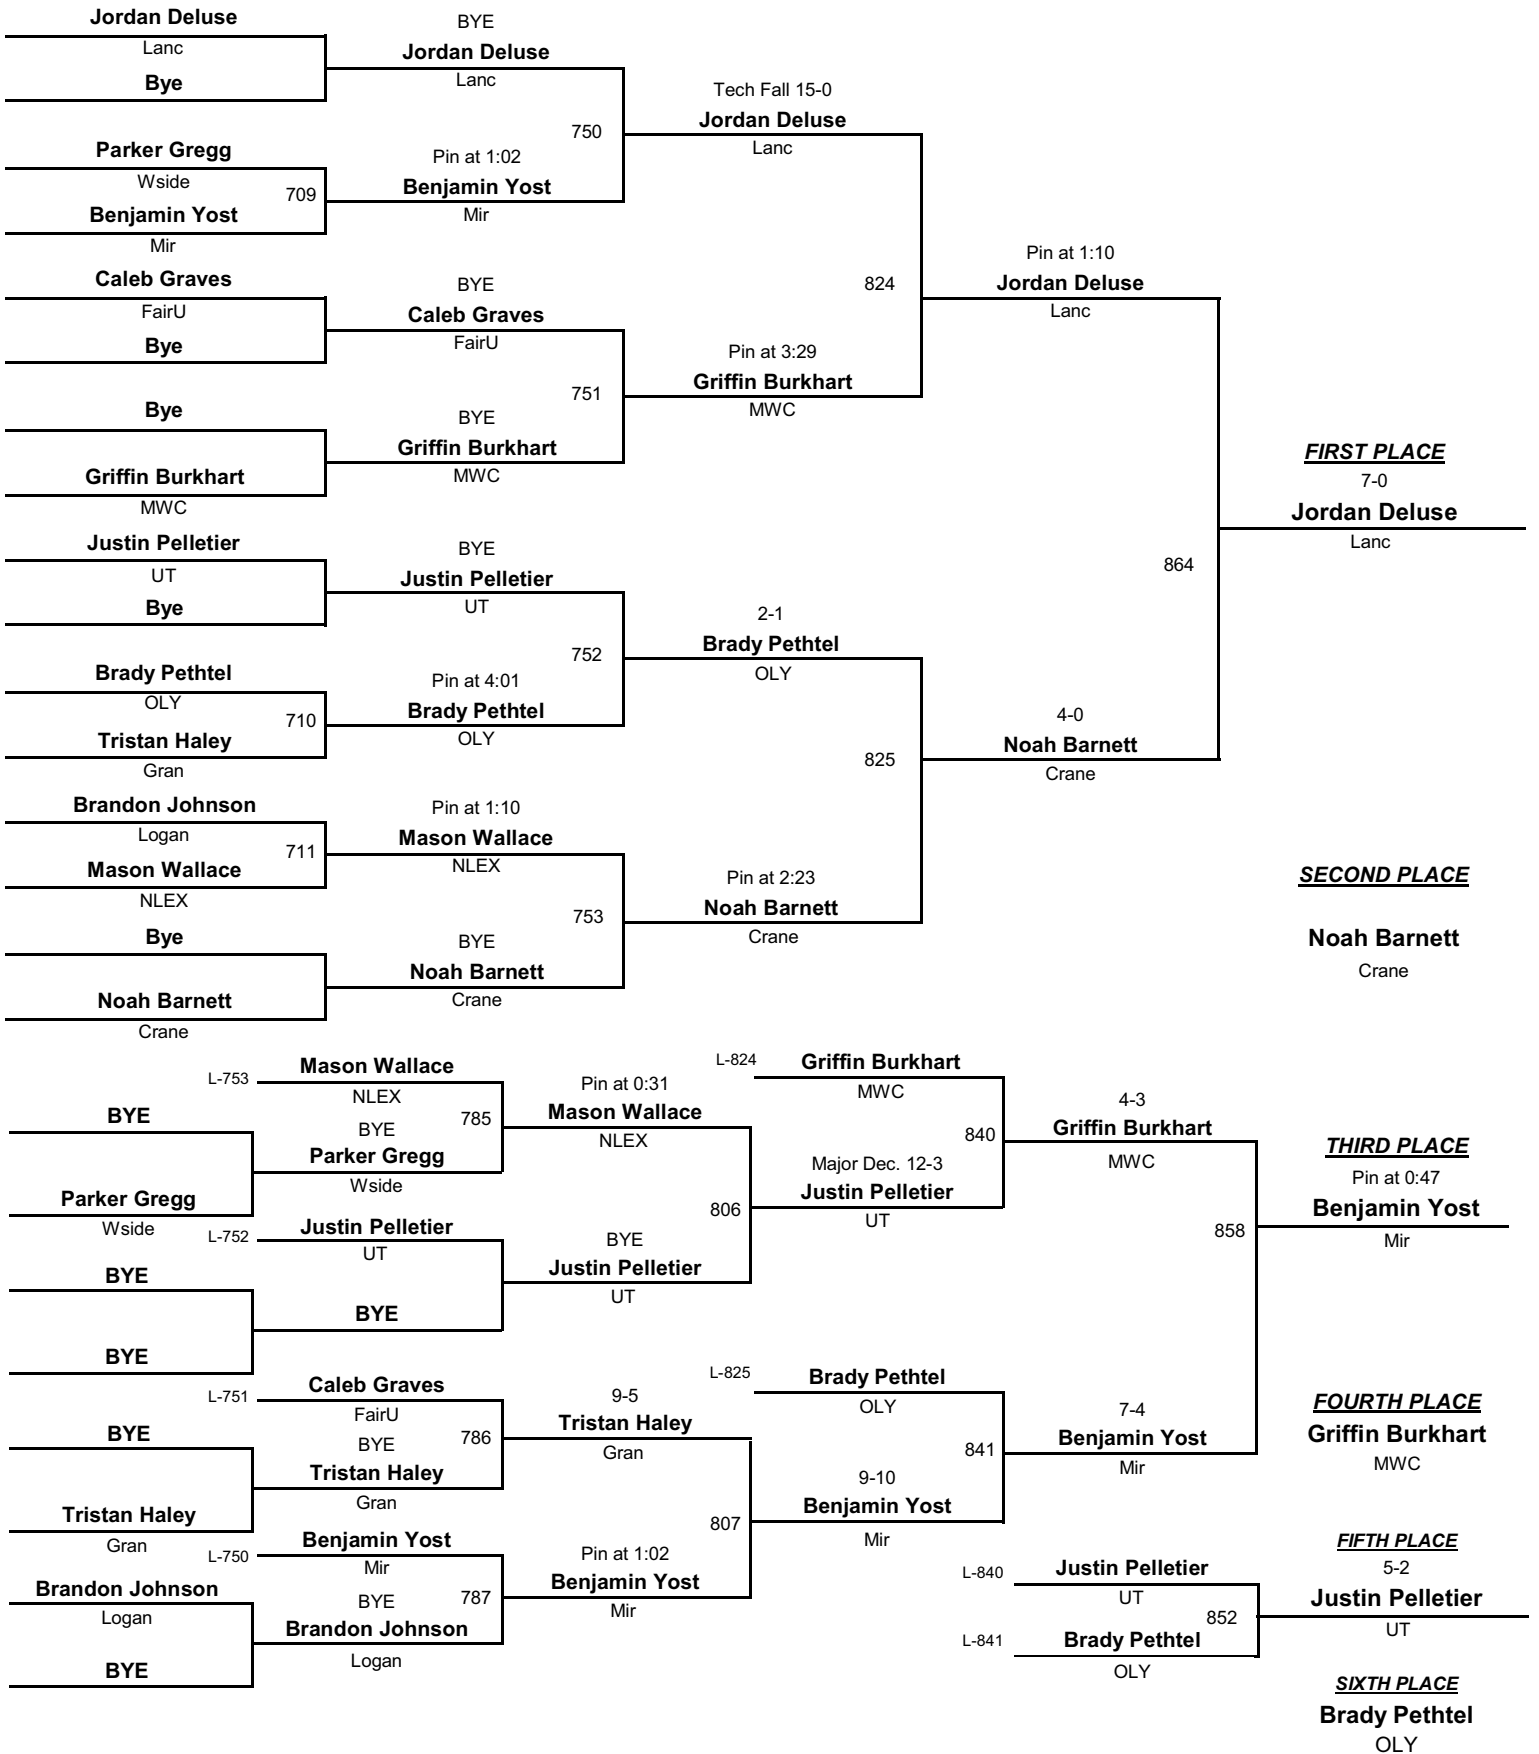 Jordan Deluse
Lanc
Bye
Parker Gregg
Wside
709
Benjamin Yost
Mir
Caleb Graves
FairU
Bye
Bye
Griffin Burkhart
MWC
Justin Pelletier
UT
Bye
Brady Pethtel
OLY
710
Tristan Haley
Gran
Brandon Johnson
Logan
711
Mason Wallace
NLEX
Bye
Noah Barnett
Crane
BYE
Jordan Deluse
Lanc
750
Pin at 1:02
Benjamin Yost
Mir
BYE
Caleb Graves
FairU
751
BYE
Griffin Burkhart
MWC
BYE
Justin Pelletier
UT
752
Pin at 4:01
Brady Pethtel
OLY
Pin at 1:10
Mason Wallace
NLEX
753
BYE
Noah Barnett
Crane
Tech Fall 15-0
Jordan Deluse
Lanc
824
Pin at 3:29
Griffin Burkhart
MWC
2-1
Brady Pethtel
OLY
825
Pin at 2:23
Noah Barnett
Crane
Pin at 1:10
Jordan Deluse
Lanc
864
4-0
Noah Barnett
Crane
FIRST PLACE
7-0
Jordan Deluse
Lanc
SECOND PLACE
Noah Barnett
Crane
BYE
Parker Gregg
Wside
BYE
BYE
BYE
Tristan Haley
Gran
Brandon Johnson
Logan
BYE
L-753
Mason Wallace
NLEX
785
BYE
Parker Gregg
Wside
L-752
Justin Pelletier
UT
BYE
L-751
Caleb Graves
FairU
786
BYE
Tristan Haley
Gran
L-750
Benjamin Yost
Mir
787
BYE
Brandon Johnson
Logan
Pin at 0:31
Mason Wallace
NLEX
806
BYE
Justin Pelletier
UT
9-5
Tristan Haley
Gran
807
Pin at 1:02
Benjamin Yost
Mir
L-824
Griffin Burkhart
MWC
840
Major Dec. 12-3
Justin Pelletier
UT
L-825
Brady Pethtel
OLY
841
9-10
Benjamin Yost
Mir
4-3
Griffin Burkhart
MWC
858
7-4
Benjamin Yost
Mir
L-840
Justin Pelletier
UT
852
L-841
Brady Pethtel
OLY
THIRD PLACE
Pin at 0:47
Benjamin Yost
Mir
FOURTH PLACE
Griffin Burkhart
MWC
FIFTH PLACE
5-2
Justin Pelletier
UT
SIXTH PLACE
Brady Pethtel
OLY